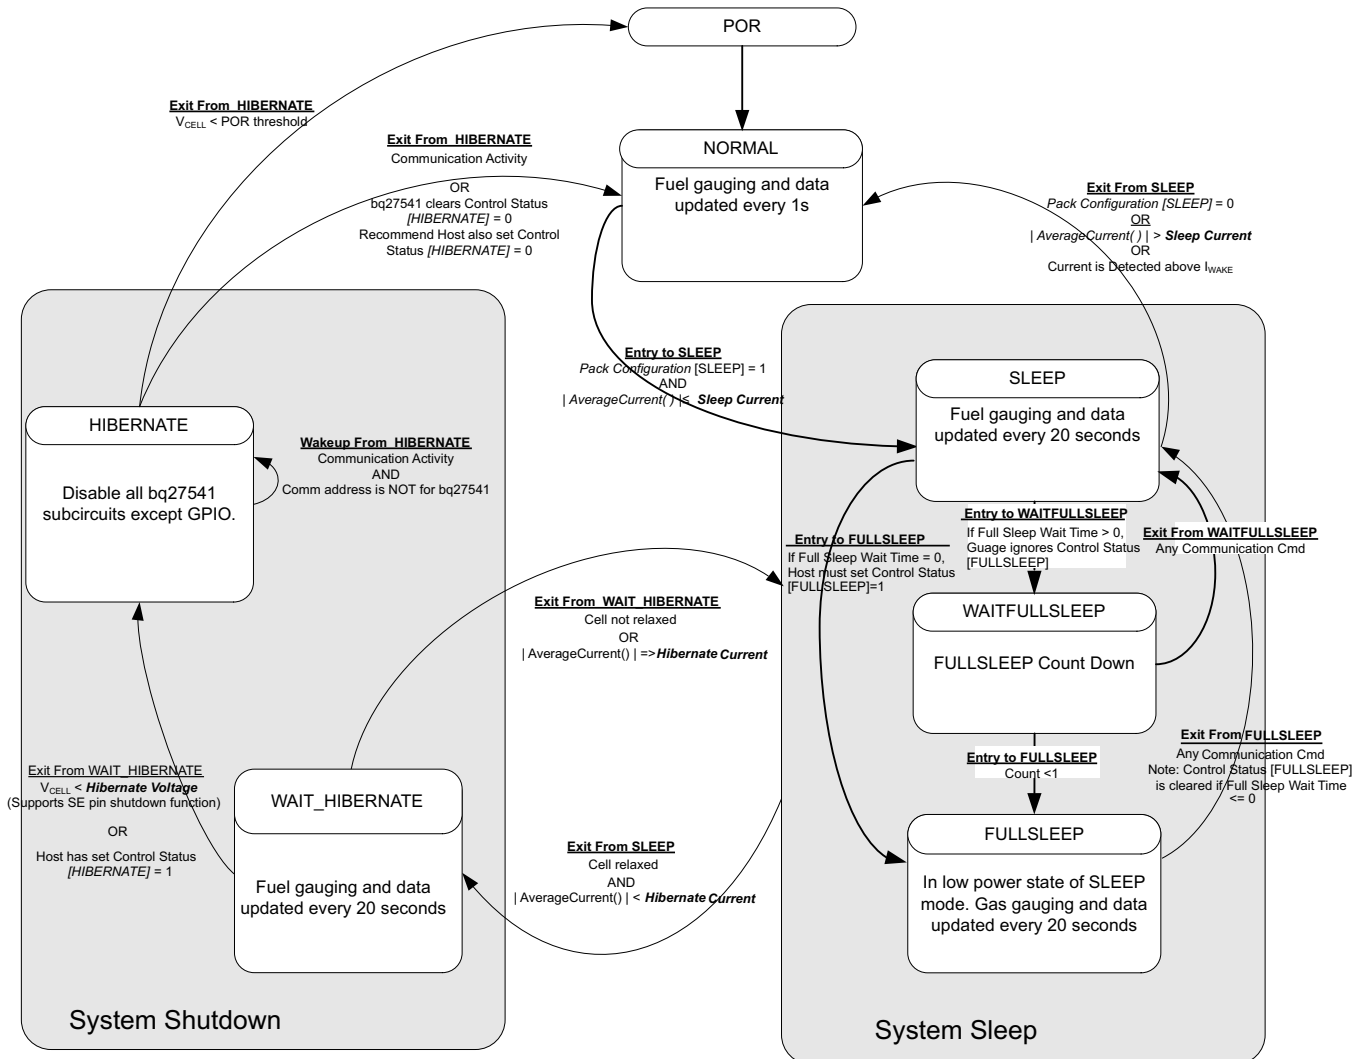 POR
Exit From  HIBERNATE
VCELL < POR threshold
Exit From  HIBERNATE
Communication Activity
OR
bq27541 clears Control Status
[HIBERNATE] = 0
Recommend Host also set Control
Status [HIBERNATE] = 0
NORMAL
Fuel gauging and data
updated every 1s
Exit From SLEEP
Pack Configuration [SLEEP] = 0
OR
| AverageCurrent( ) | > Sleep Current
OR
Current is Detected above IWAKE
Entry to SLEEP
Pack Configuration [SLEEP] = 1
AND
| AverageCurrent( ) |≤ Sleep Current
HIBERNATE
Disable all bq27541
subcircuits except GPIO.
Wakeup From  HIBERNATE
Communication Activity
AND
Comm address is NOT for bq27541
SLEEP
Fuel gauging and data
updated every 20 seconds
Entry to FULLSLEEP
If Full Sleep Wait Time = 0,
Host must set Control Status
[FULLSLEEP]=1
Entry to WAITFULLSLEEP
If Full Sleep Wait Time > 0,
Guage ignores Control Status
[FULLSLEEP]
Exit From WAITFULLSLEEP
Any Communication Cmd
WAITFULLSLEEP
FULLSLEEP Count Down
Exit From  WAIT_HIBERNATE
Cell not relaxed
OR
| AverageCurrent() | =>Hibernate Current
Entry to FULLSLEEP
Count <1
Exit From FULLSLEEP
Any Communication Cmd
Note: Control Status [FULLSLEEP]
is cleared if Full Sleep Wait Time
<= 0
Exit From WAIT_HIBERNATE
VCELL < Hibernate Voltage
(Supports SE pin shutdown function)
OR
Host has set Control Status
[HIBERNATE] = 1
WAIT_HIBERNATE
Fuel gauging and data
updated every 20 seconds
Exit From SLEEP
Cell relaxed
AND
| AverageCurrent() | < Hibernate Current
FULLSLEEP
In low power state of SLEEP
mode. Gas gauging and data
updated every 20 seconds
System Shutdown
System Sleep